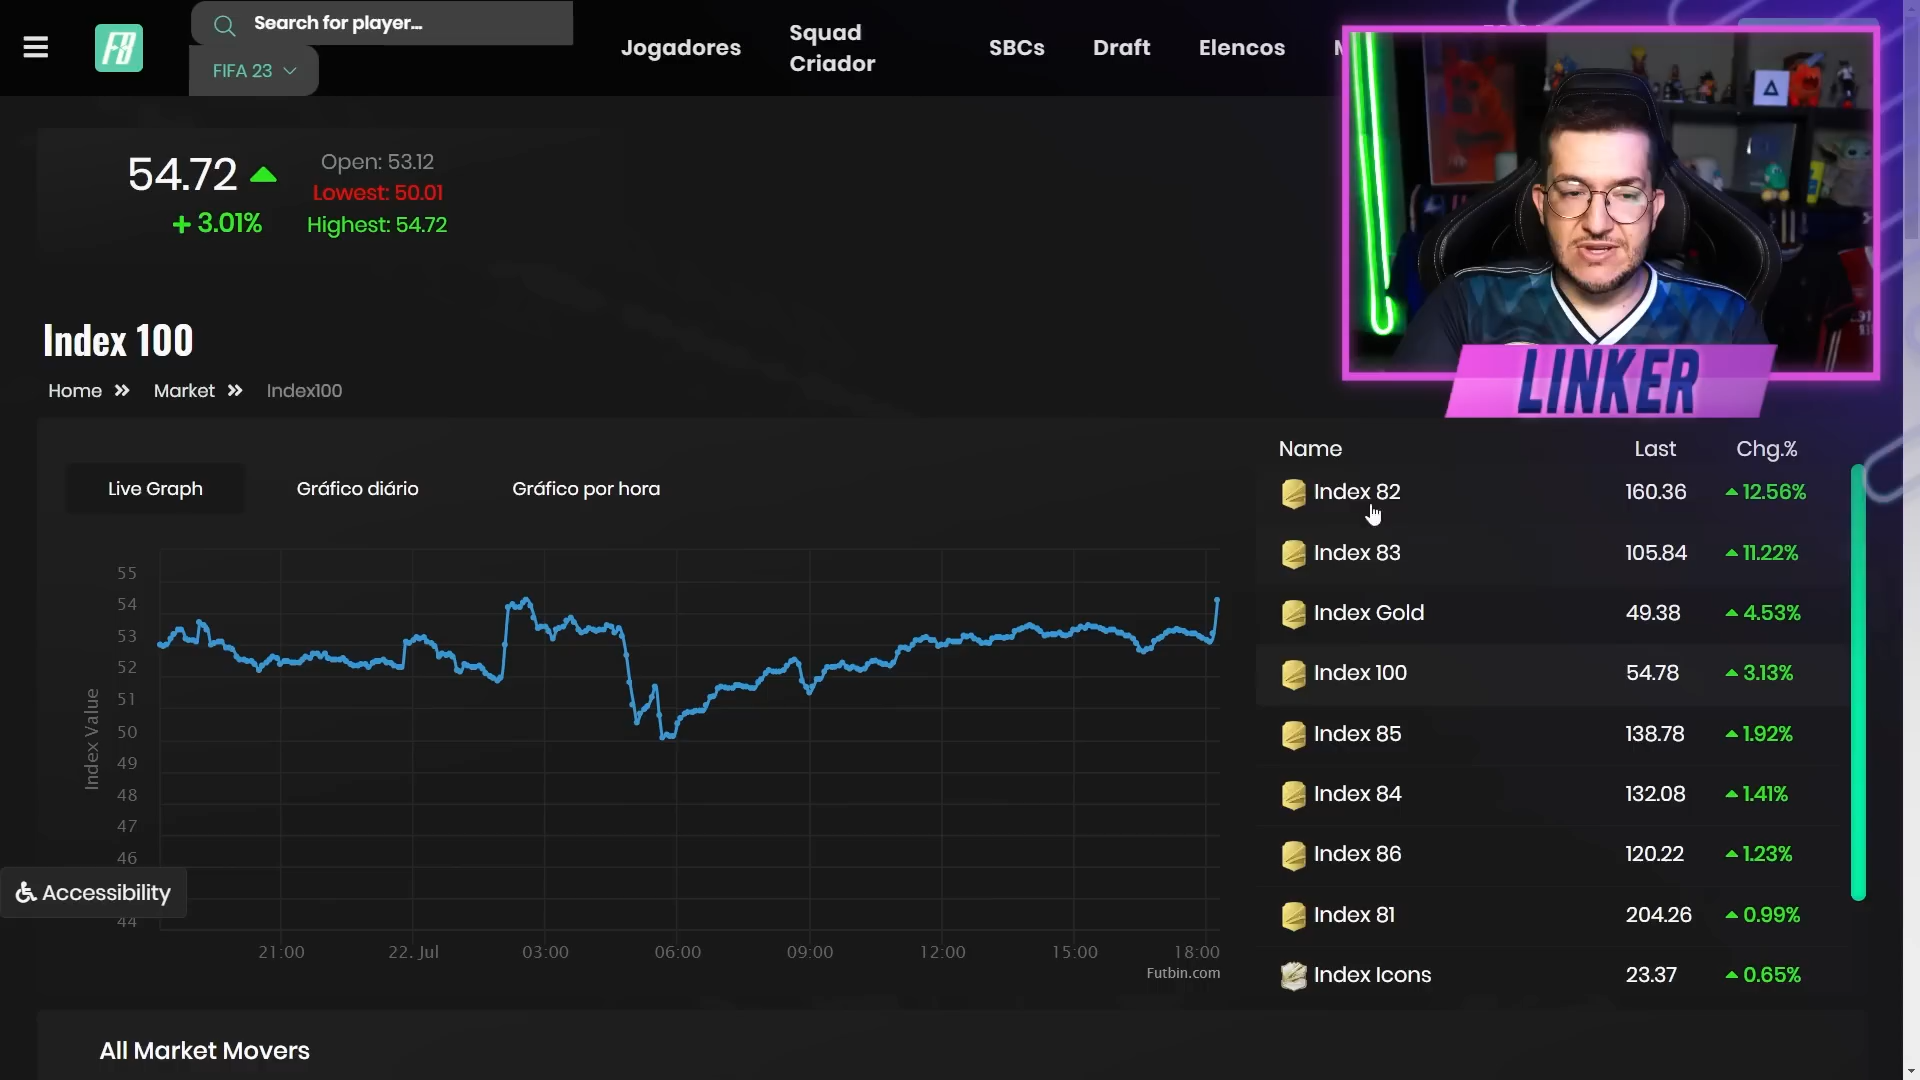 Search for player...
FIFA 23
Jogadores
Squad
Criador
SBCs
Draft
Elencos
54.72
+ 3.01%
Open: 53.12
Lowest: 50.01
Highest: 54.72
LINKER
Index 100
Home » Market » Index100
Live Graph
Gráfico diário
Gráfico por hora
Index Value
55
54
53
52
51
50
49
48
47
46
44
21:00
22. Jul
03:00
06:00
09:00
12:00
15:00
18:00
Futbin.com
Accessibility
Name Last Chg.%
Index 82 160.36 12.56%
Index 83 105.84 11.22%
Index Gold 49.38 4.53%
Index 100 54.78 3.13%
Index 85 138.78 1.92%
Index 84 132.08 1.41%
Index 86 120.22 1.23%
Index 81 204.26 0.99%
Index Icons 23.37 0.65%
All Market Movers